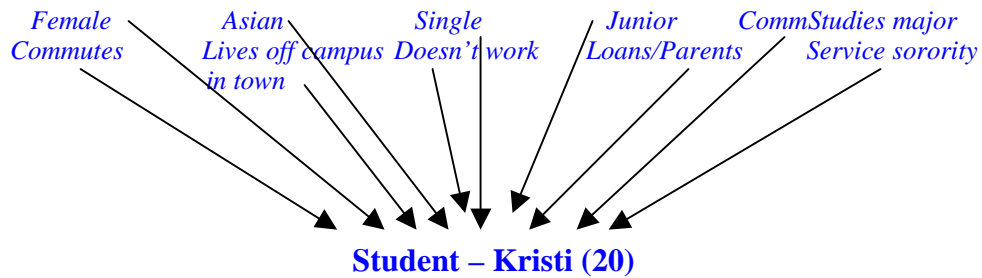 Female Asian Single Junior CommStudies major
Commutes Lives off campus Doesn't work Loans/Parents Service sorority
in town
Student – Kristi (20)